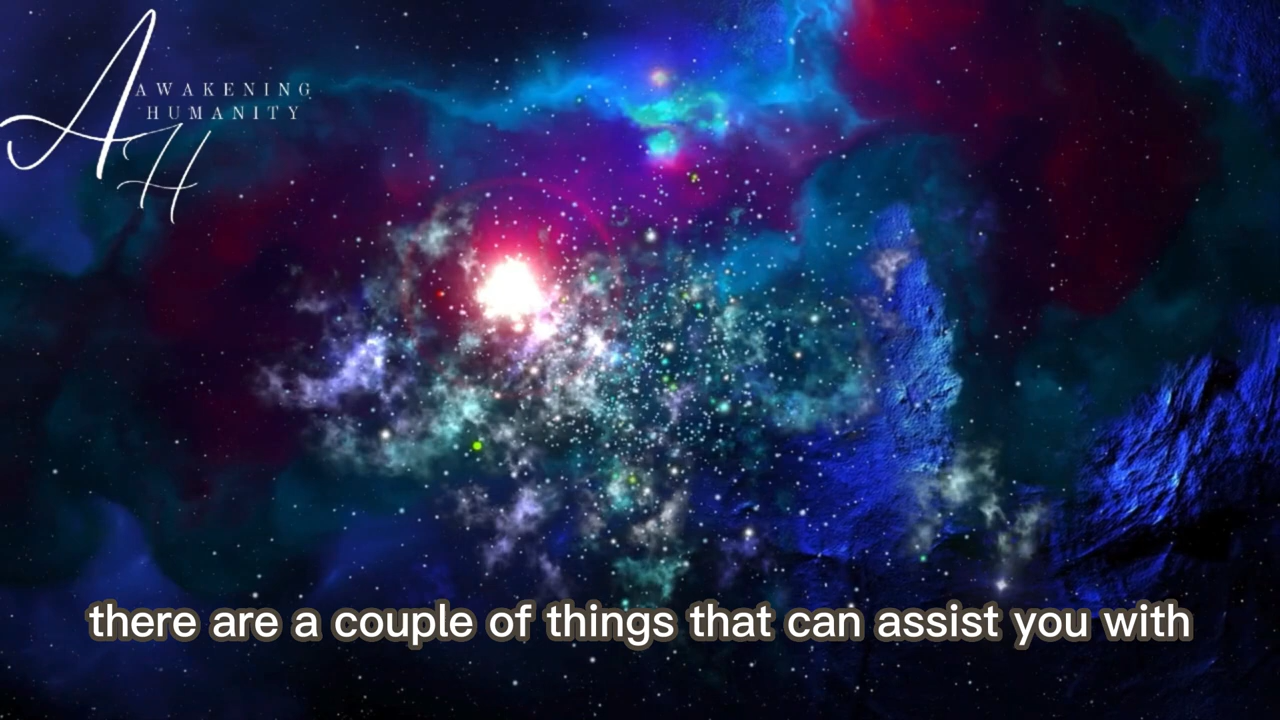 AWAKENING
HUMANITY
AH
there are a couple of things that can assist you with